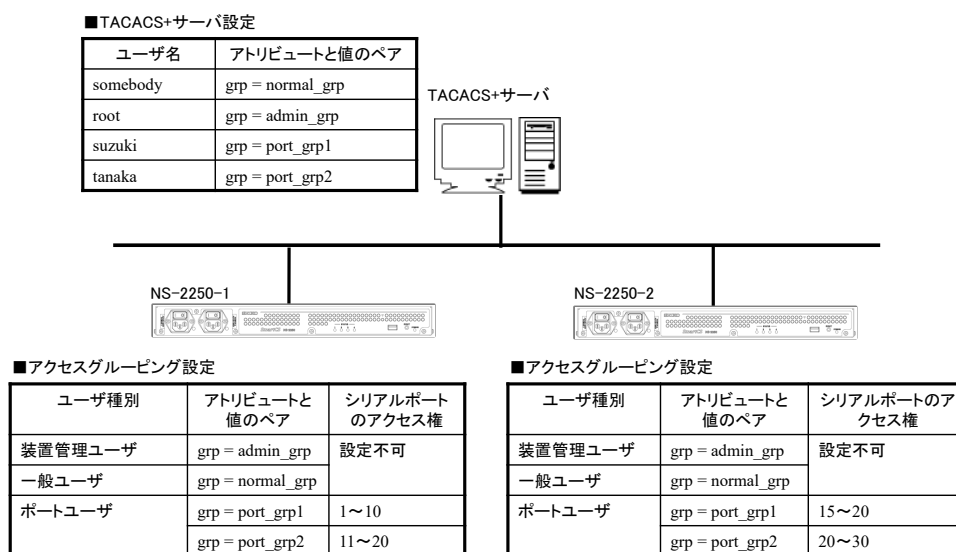 ■TACACS+サーバ設定
ユーザ名 アトリビュートと値のペア
somebody grp = normal_grp
root grp = admin_grp
suzuki grp = port_grp1
tanaka grp = port_grp2
TACACS+サーバ
NS-2250-1
NS-2250-2
■アクセスグルーピング設定
ユーザ種別 アトリビュートと
値のペア シリアルポート
のアクセス権
装置管理ユーザ grp = admin_grp 設定不可
一般ユーザ grp = normal_grp
ポートユーザ grp = port_grp1 1～10
grp = port_grp2 11～20
■アクセスグルーピング設定
ユーザ種別 アトリビュートと
値のペア シリアルポートのア
クセス権
装置管理ユーザ grp = admin_grp 設定不可
一般ユーザ grp = normal_grp
ポートユーザ grp = port_grp1 15～20
grp = port_grp2 20～30